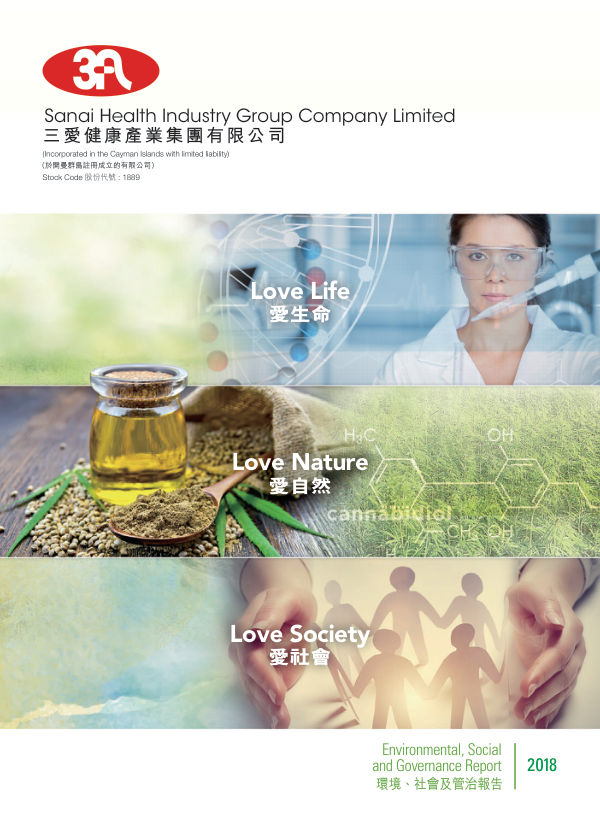 3A
Sanai Health Industry Group Company Limited
三愛健康產業集團有限公司
(Incorporated in the Cayman Islands with limited liability)
(於開曼群島註冊成立的有限公司)
Stock Code 股份代號 : 1889
Love Life
愛生命
H₃C
OH
Love Nature
愛自然
cannabidiol
CH₃ OH
Love Society
愛社會
Environmental, Social
and Governance Report
環境、社會及管治報告
2018